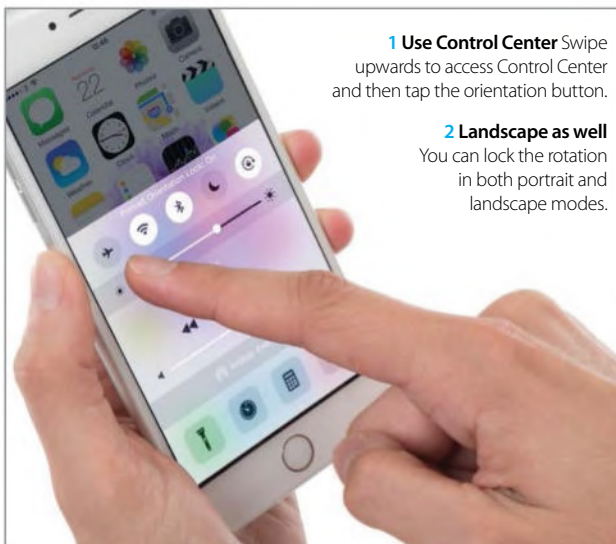 1 Use Control Center Swipe
upwards to access Control Center
and then tap the orientation button.
2 Landscape as well
You can lock the rotation
in both portrait and
landscape modes.
22
Calendar
Photos
Camera
Messages
Clock
Maps
Videos
Weather
Portrait Orientation Lock: On